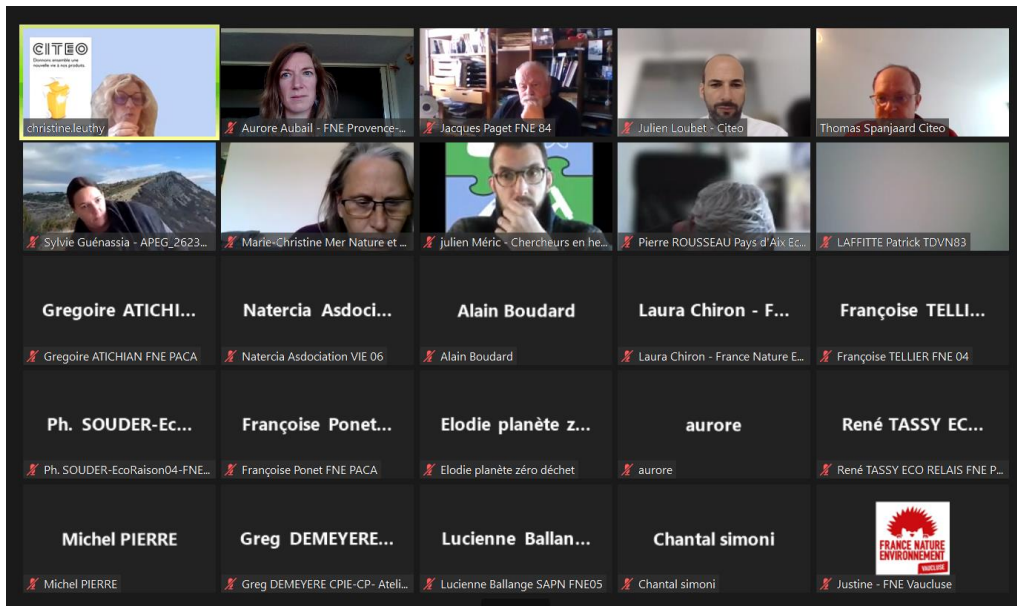 CITEO
Donnons ensemble une
nouvelle vie à nos produits.
christine.leuthy
Aurore Aubail - FNE Provence-...
Jacques Paget FNE 84
Julien Loubet - Citeo
Thomas Spanjaard Citeo
Sylvie Guénassia - APEG_2623...
Marie-Christine Mer Nature et ...
julien Méric - Chercheurs en he...
Pierre ROUSSEAU Pays d'Aix Ec...
LAFFITTE Patrick TDVN83
Gregoire ATICHI...
Gregoire ATICHIAN FNE PACA
Natercia Asdoci...
Natercia Asdociation VIE 06
Alain Boudard
Alain Boudard
Laura Chiron - F...
Laura Chiron - France Nature E...
Françoise TELLI...
Françoise TELLIER FNE 04
Ph. SOUDER-Ec...
Ph. SOUDER-EcoRaison04-FNE...
Françoise Ponet...
Françoise Ponet FNE PACA
Elodie planète z...
Elodie planète zéro déchet
aurore
aurore
René TASSY EC...
René TASSY ECO RELAIS FNE P...
Michel PIERRE
Michel PIERRE
Greg DEMEYERE...
Greg DEMEYERE CPIE-CP- Ateli...
Lucienne Ballan...
Lucienne Ballange SAPN FNE05
Chantal simoni
Chantal simoni
FRANCE NATURE
ENVIRONNEMENT
VAUCLUSE
Justine - FNE Vaucluse